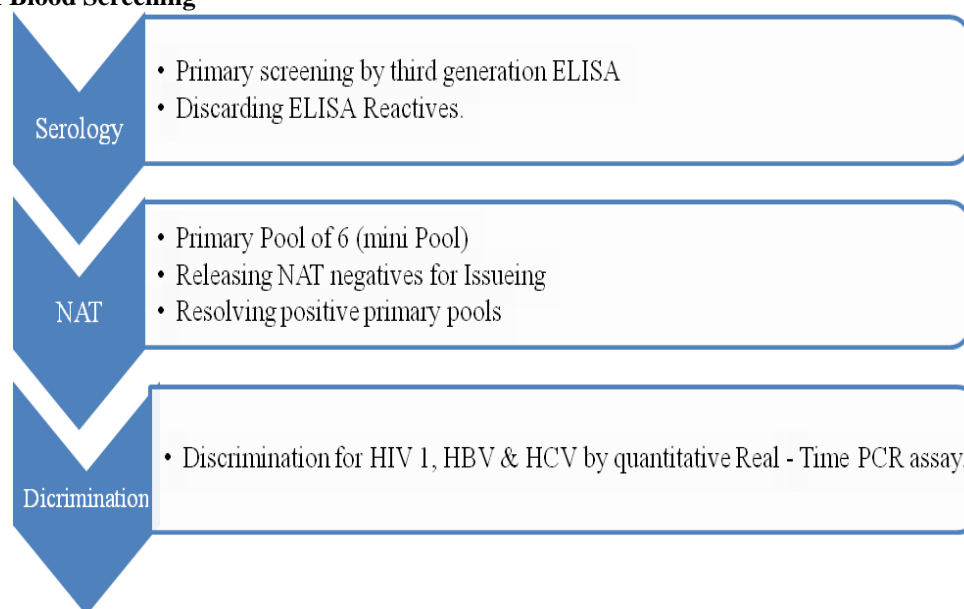 Blood Screening
• Primary screening by third generation ELISA
• Discarding ELISA Reactives.
Serology
• Primary Pool of 6 (mini Pool)
• Releasing NAT negatives for Issueing
• Resolving positive primary pools
NAT
• Discrimination for HIV 1, HBV & HCV by quantitative Real - Time PCR assay.
Dicrimination